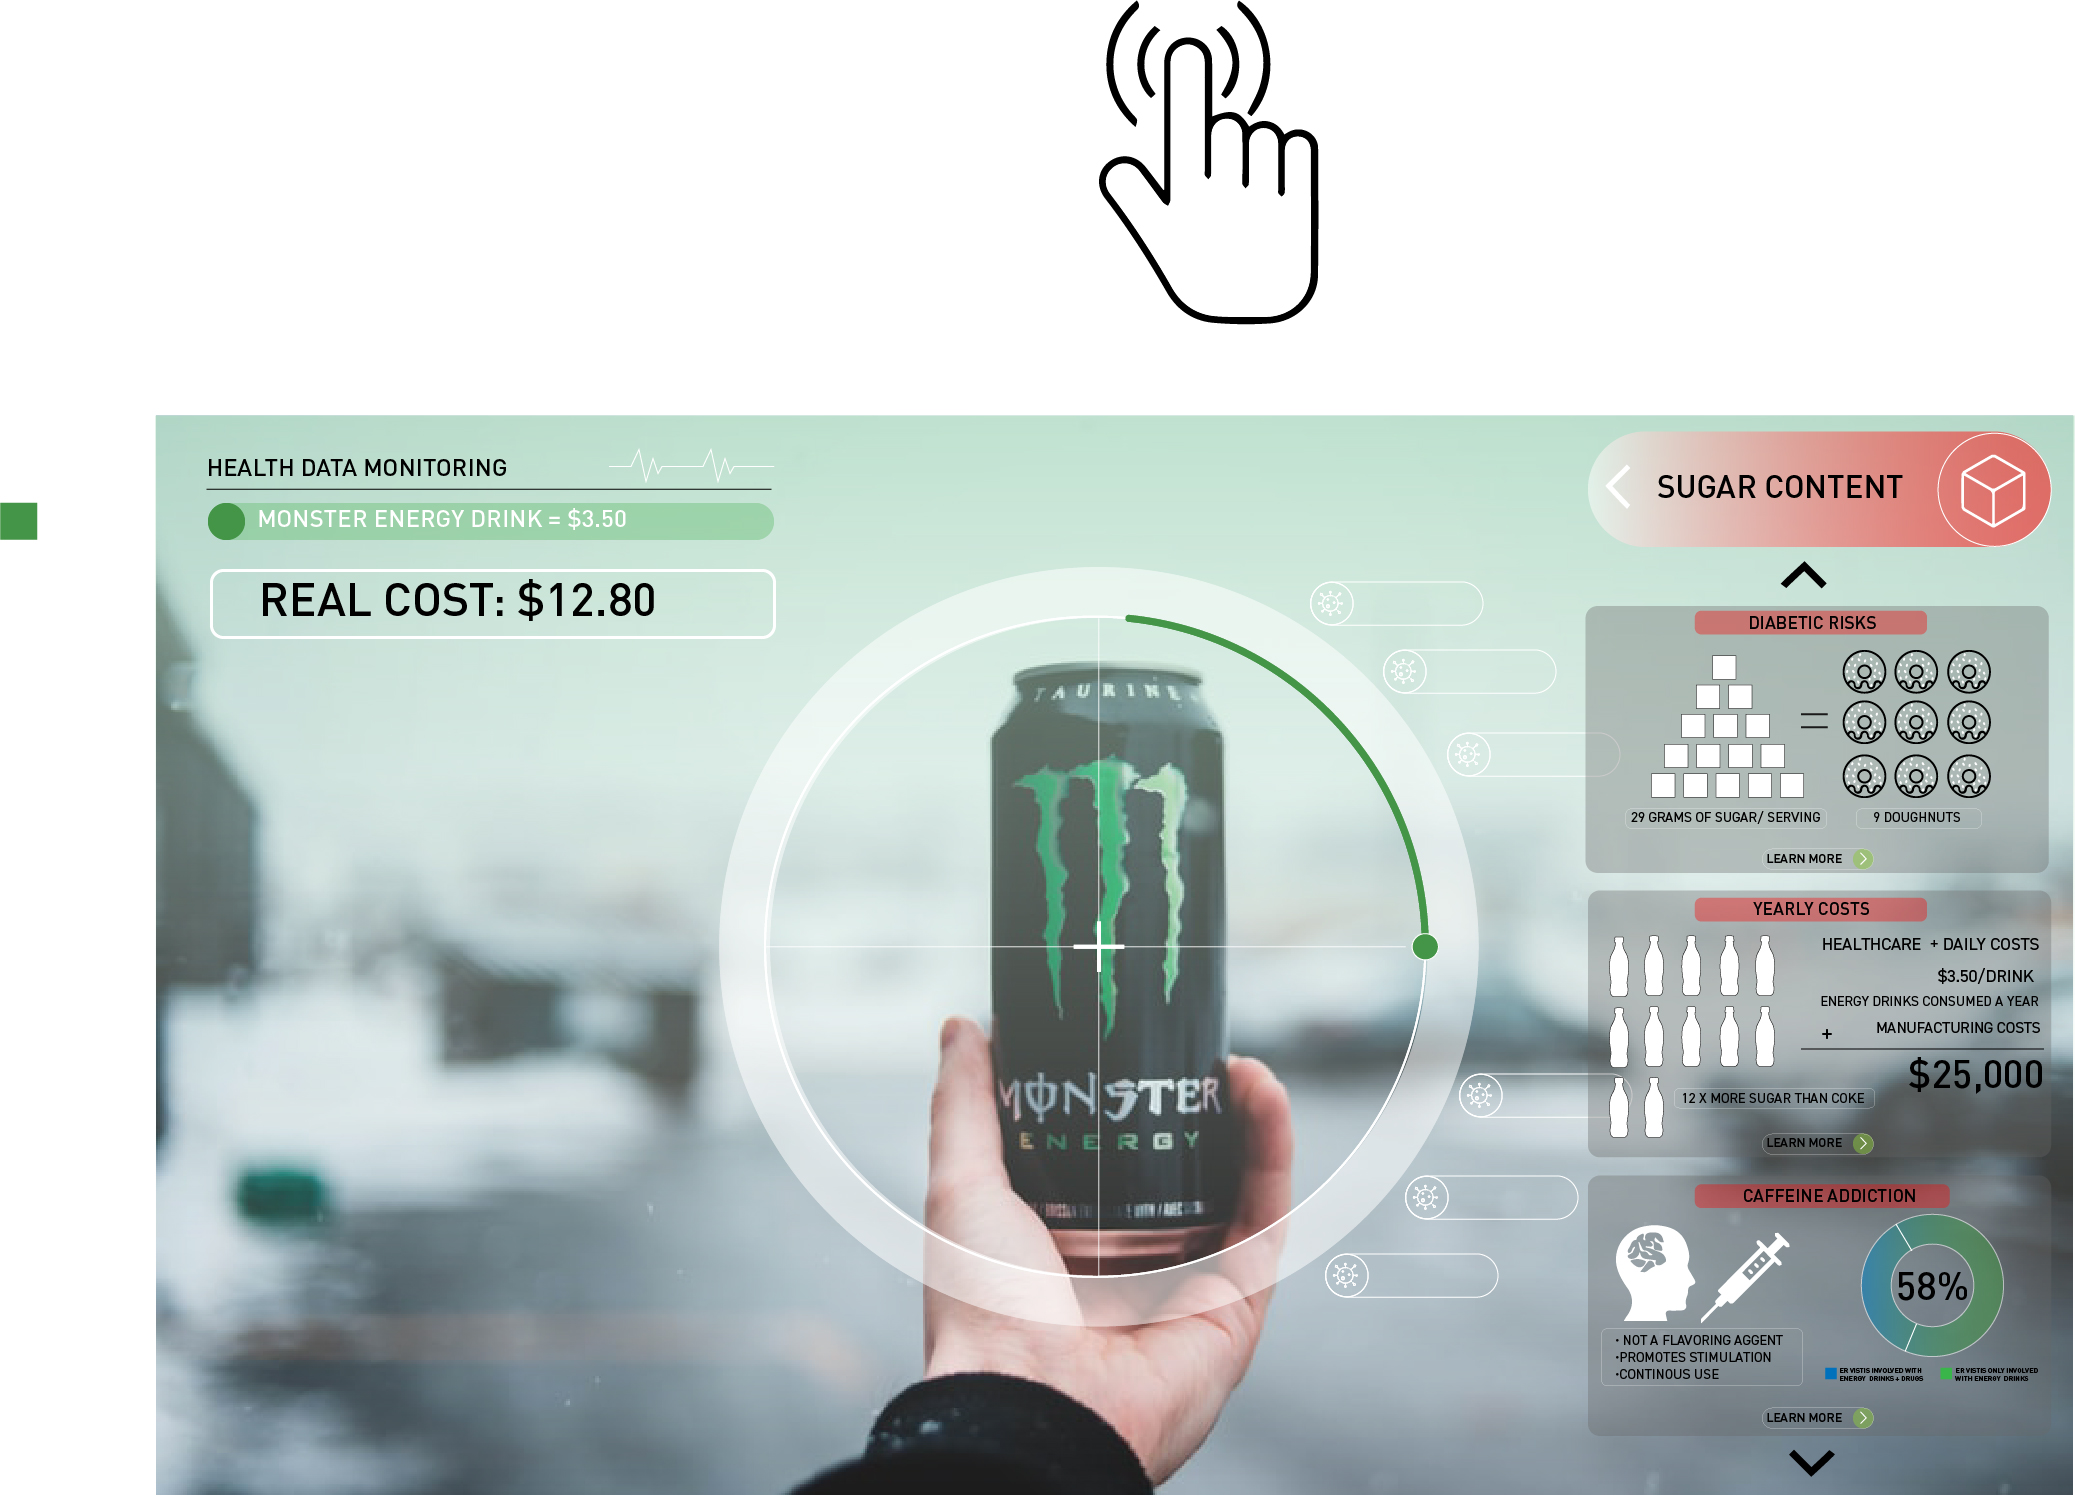 HEALTH DATA MONITORING
MONSTER ENERGY DRINK = $3.50
REAL COST: $12.80
TAURINE
MONSTER
ENERGY
SUGAR CONTENT
DIABETIC RISKS
=
29 GRAMS OF SUGAR/ SERVING
9 DOUGHNUTS
LEARN MORE
YEARLY COSTS
HEALTHCARE + DAILY COSTS
$3.50/DRINK
ENERGY DRINKS CONSUMED A YEAR
+ MANUFACTURING COSTS
$25,000
12 X MORE SUGAR THAN COKE
LEARN MORE
CAFFEINE ADDICTION
58%
• NOT A FLAVORING AGGENT
•PROMOTES STIMULATION
•CONTINOUS USE
ER VISTIS INVOLVED WITH
ENERGY DRINKS + DRUGS
ER VISTIS ONLY INVOLVED
WITH ENERGY DRINKS
LEARN MORE